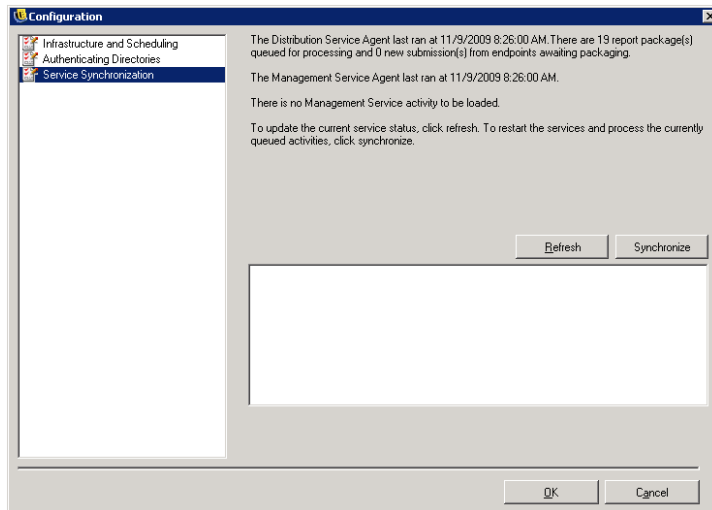 Configuration
Infrastructure and Scheduling
Authenticating Directories
Service Synchronization
The Distribution Service Agent last ran at 11/9/2009 8:26:00 AM.There are 19 report package(s)
queued for processing and 0 new submission(s) from endpoints awaiting packaging.
The Management Service Agent last ran at 11/9/2009 8:26:00 AM.
There is no Management Service activity to be loaded.
To update the current service status, click refresh. To restart the services and process the currently
queued activities, click synchronize.
Refresh
Synchronize
OK
Cancel